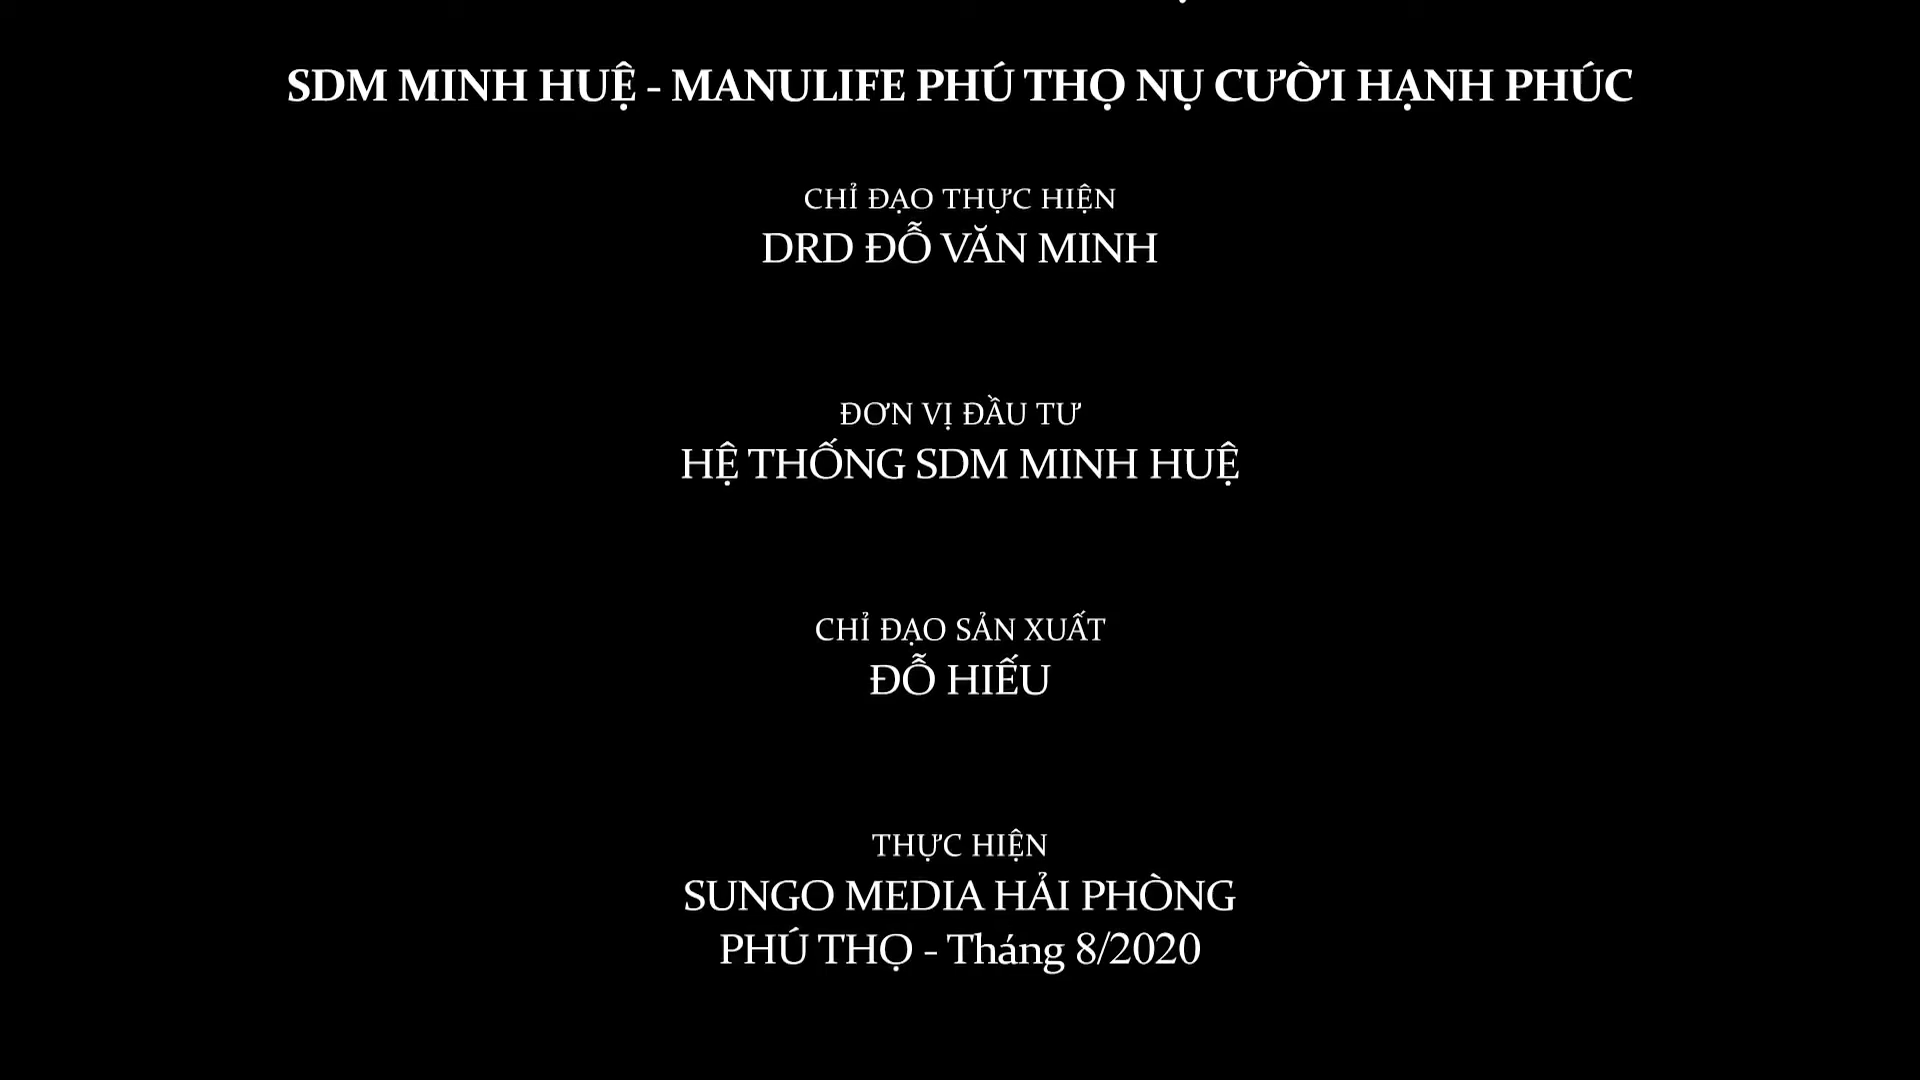 SDM MINH HUỆ - MANULIFE PHÚ THỌ NỤ CƯỜI HẠNH PHÚC
CHỈ ĐẠO THỰC HIỆN
DRD ĐỖ VĂN MINH
ĐƠN VỊ ĐẦU TƯ
HỆ THỐNG SDM MINH HUỆ
CHỈ ĐẠO SẢN XUẤT
ĐỖ HIẾU
THỰC HIỆN
SUNGO MEDIA HẢI PHÒNG
PHÚ THỌ - Tháng 8/2020